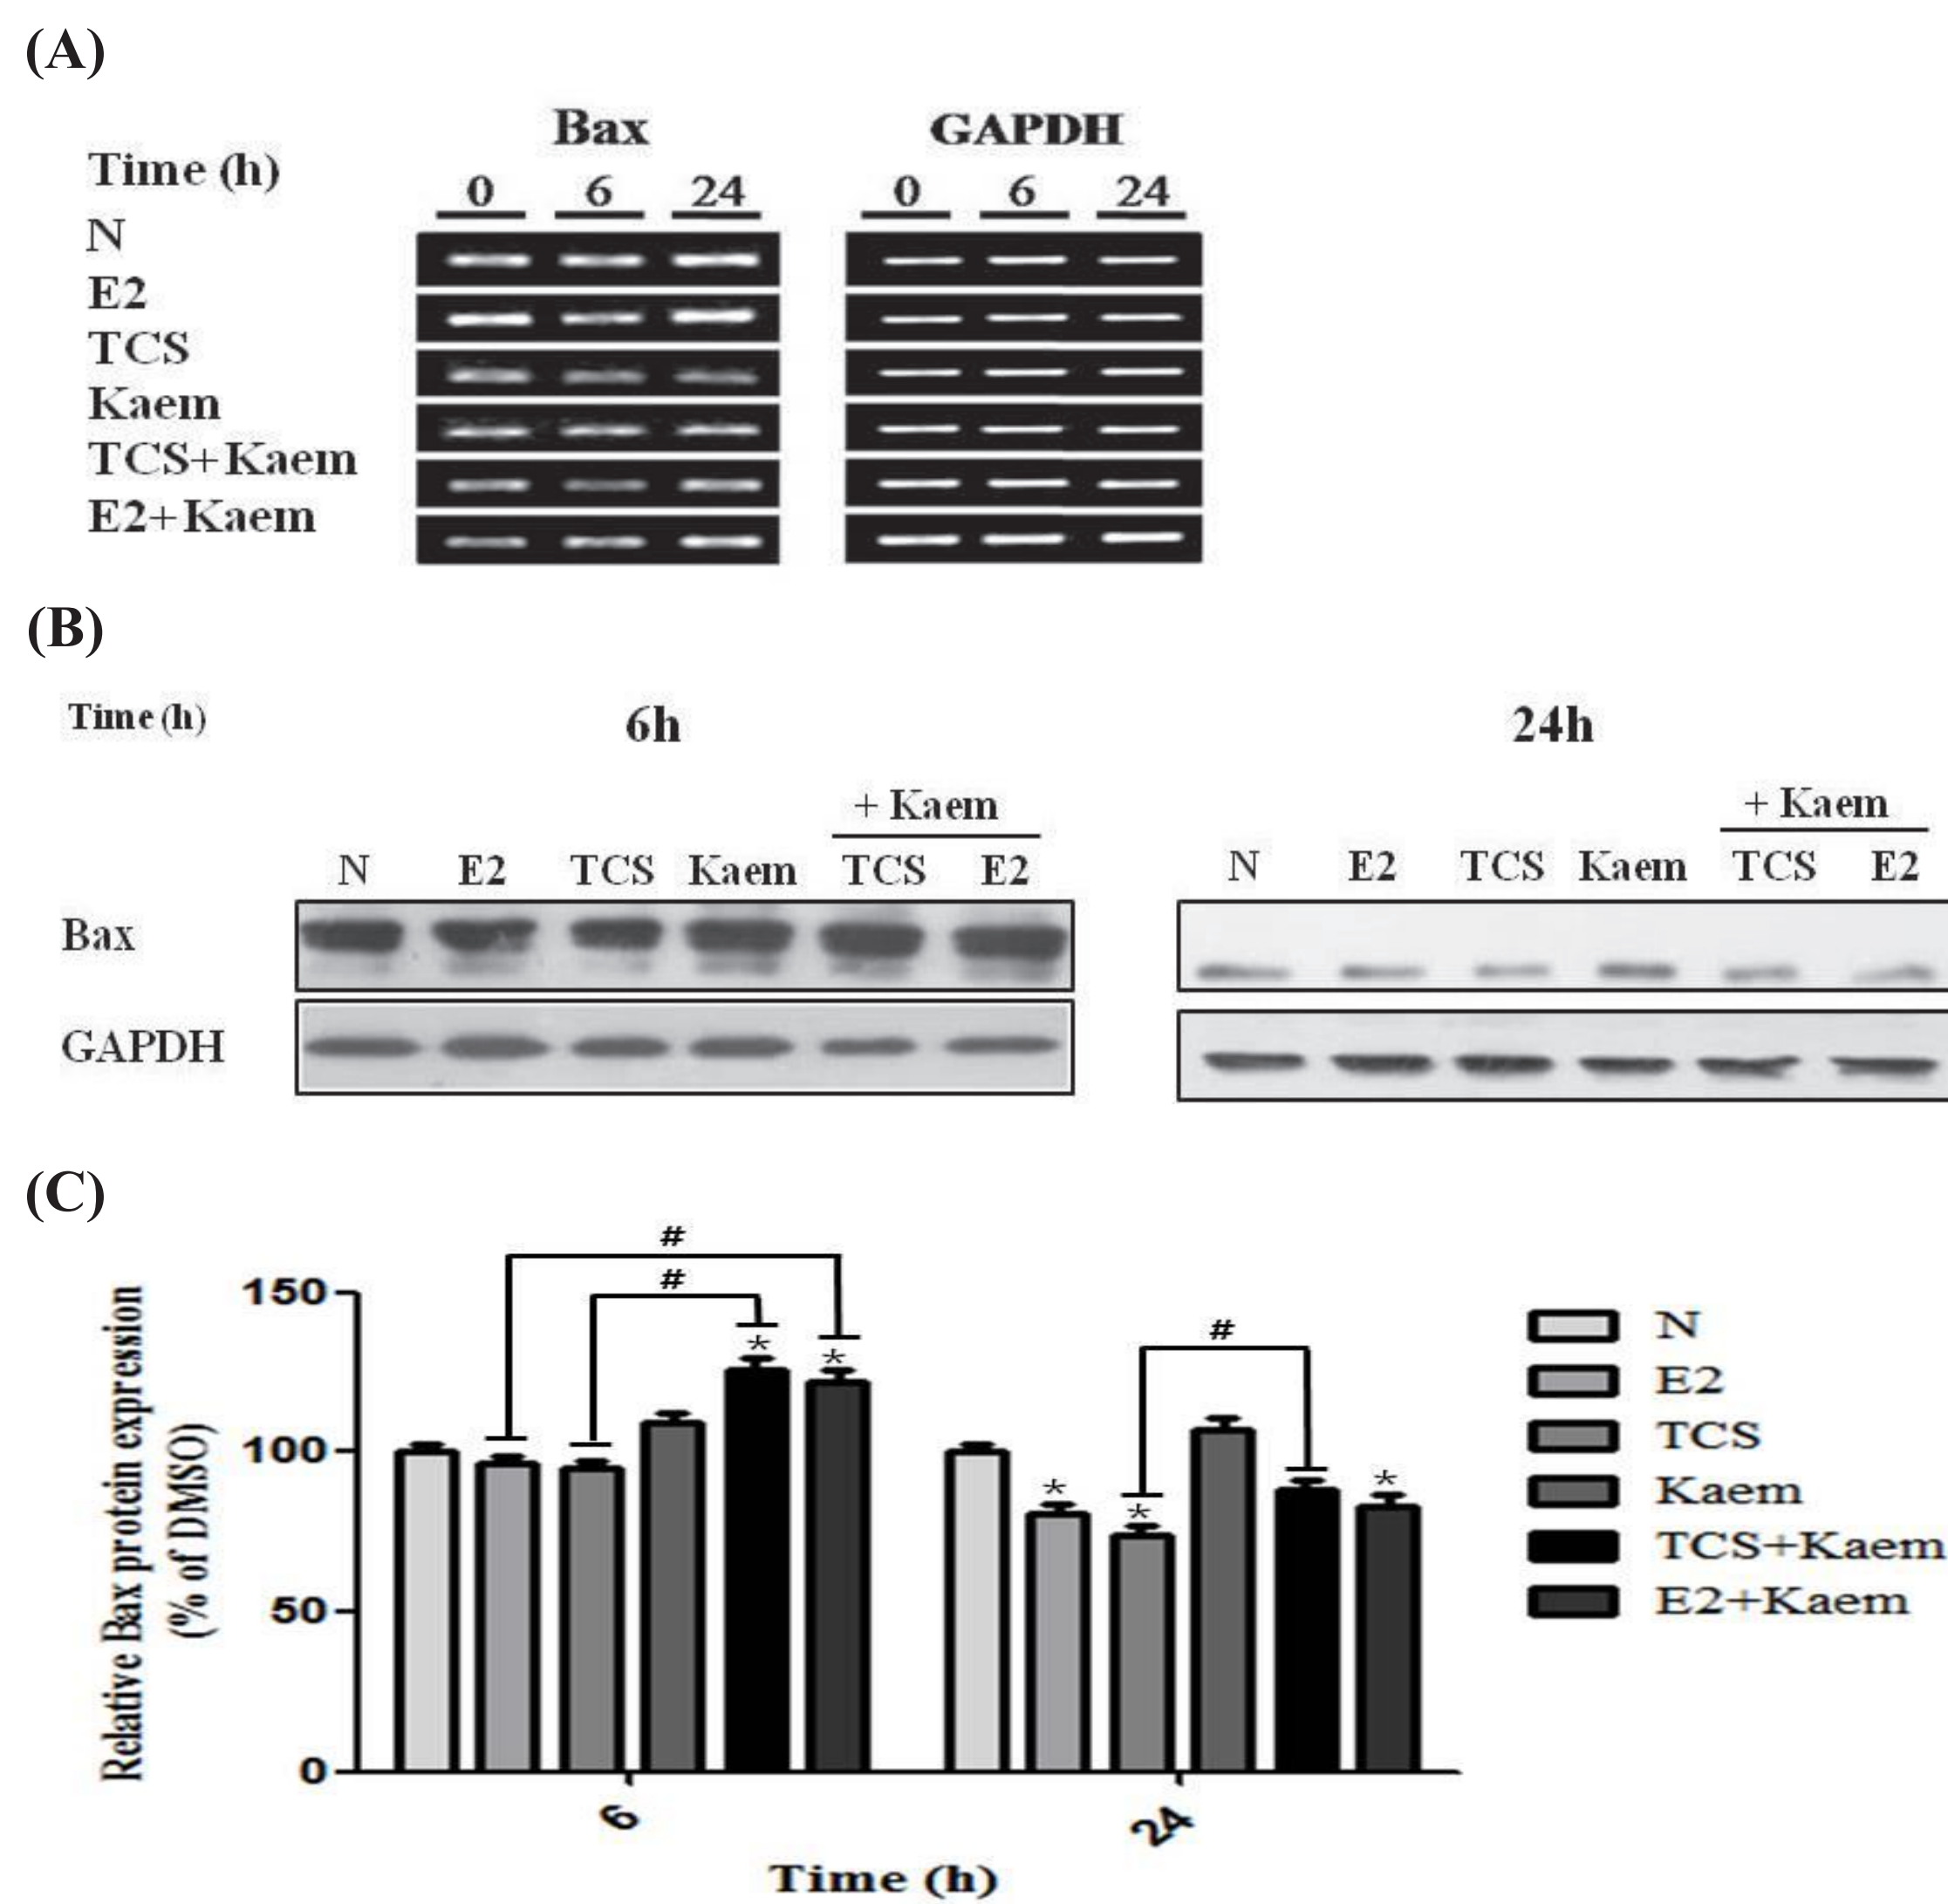 (A)
Bax GAPDH
Time (h)
0 6 24 0 6 24
N
E2
TCS
Kaem
TCS+Kaem
E2+Kaem
(B)
Time (h) 6h 24h
+ Kaem + Kaem
N E2 TCS Kaem TCS E2 N E2 TCS Kaem TCS E2
Bax
GAPDH
(C)
Relative Bax protein expression
(% of DMSO)
150
100
50
0
#
#
#
*
*
*
*
*
6 24
Time (h)
N
E2
TCS
Kaem
TCS+Kaem
E2+Kaem